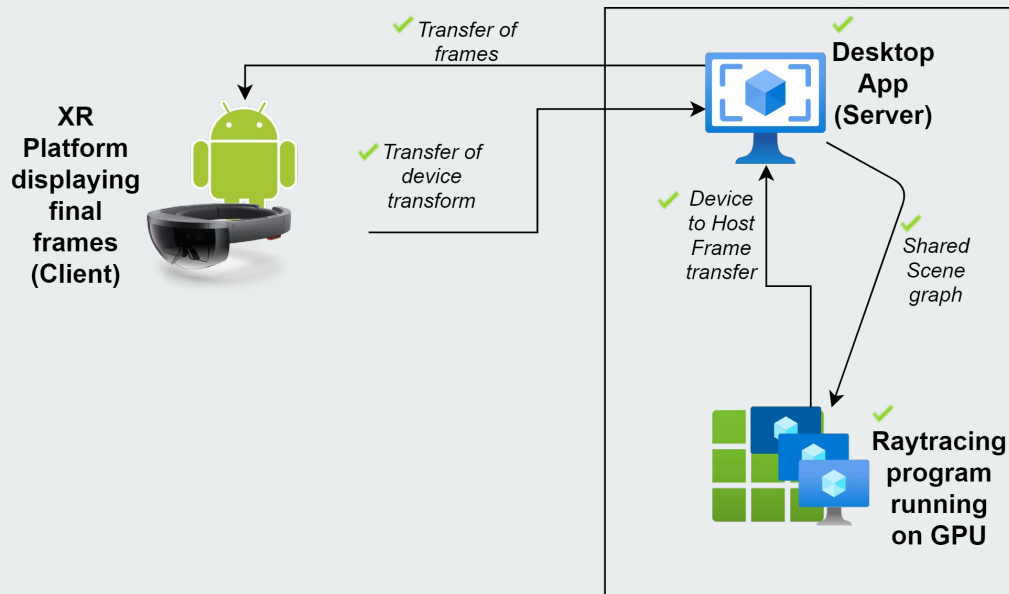 Transfer of
frames
Desktop
App
(Server)
XR
Platform
displaying
final
frames
(Client)
Transfer of
device
transform
Device
to Host
Frame
transfer
Shared
Scene
graph
Raytracing
program
running
on GPU